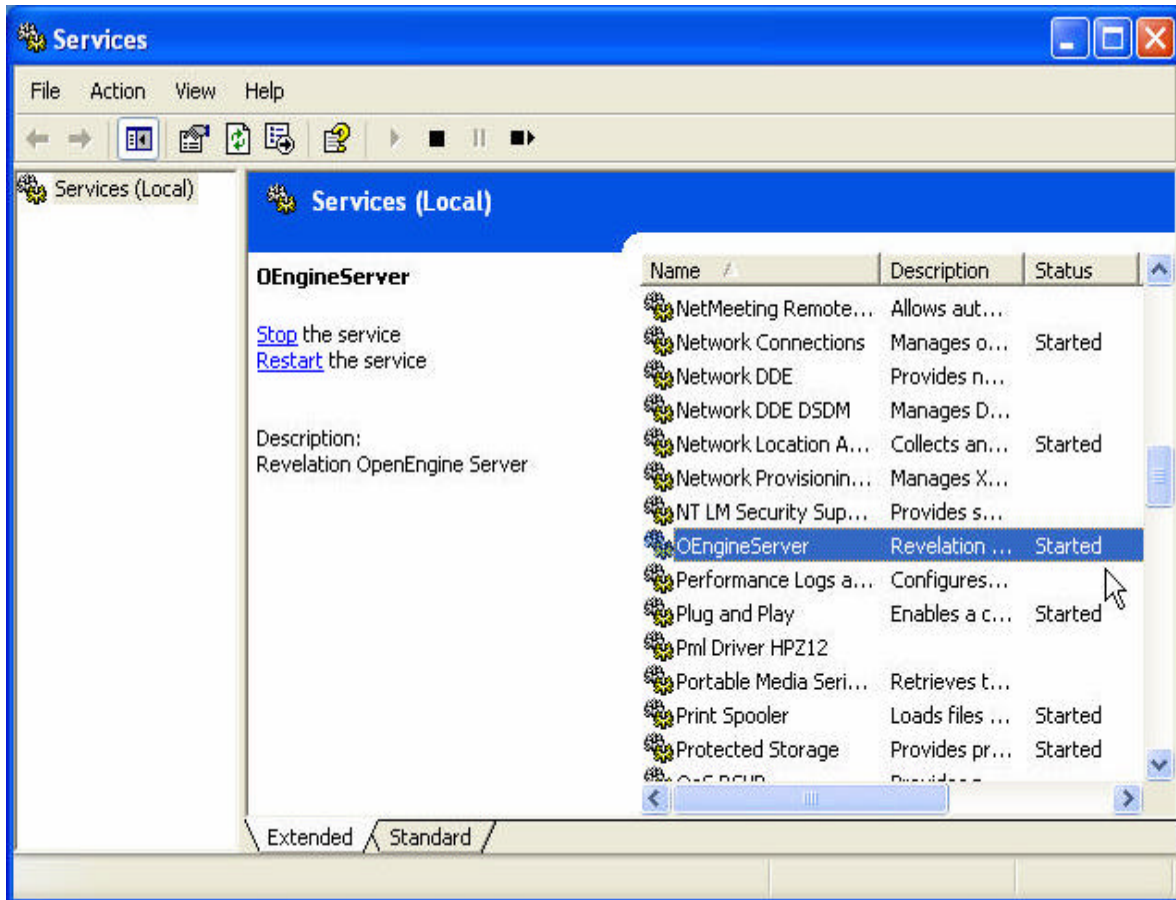 Services
File Action View Help
Services (Local)
Services (Local)
OEngineServer
Stop the service
Restart the service
Description:
Revelation OpenEngine Server
Name Description Status
NetMeeting Remote... Allows aut...
Network Connections Manages o... Started
Network DDE Provides n...
Network DDE DSDM Manages D...
Network Location A... Collects an... Started
Network Provisionin... Manages X...
NT LM Security Sup... Provides s...
OEngineServer Revelation ... Started
Performance Logs a... Configures...
Plug and Play Enables a c... Started
Pml Driver HPZ12
Portable Media Seri... Retrieves t...
Print Spooler Loads files ... Started
Protected Storage Provides pr... Started
Extended Standard